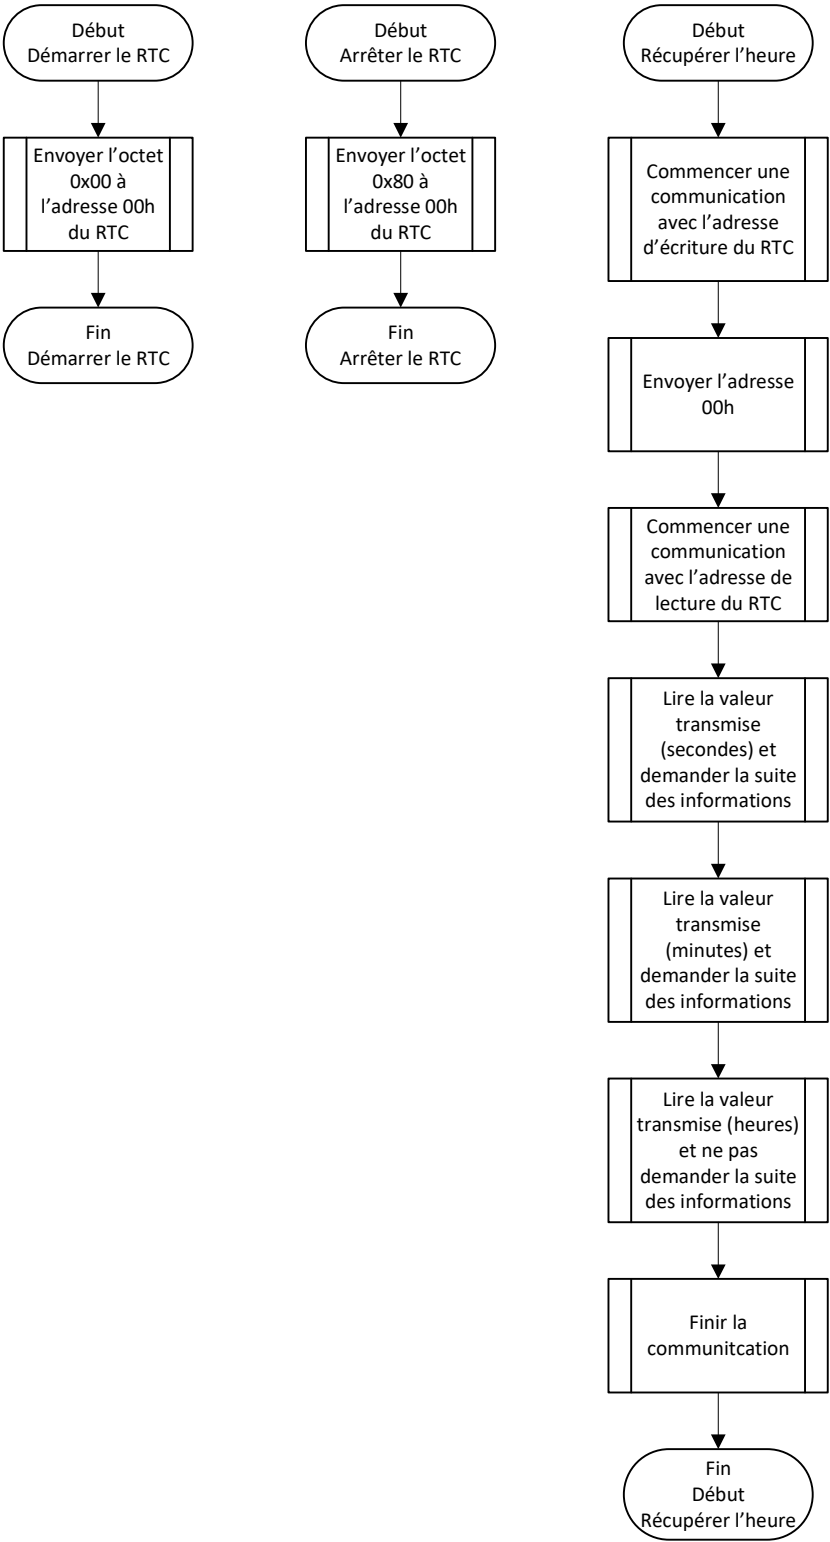 Début
Démarrer le RTC
Envoyer l’octet
0x00 à
l’adresse 00h
du RTC
Fin
Démarrer le RTC
Début
Arrêter le RTC
Envoyer l’octet
0x80 à
l’adresse 00h
du RTC
Fin
Arrêter le RTC
Début
Récupérer l’heure
Commencer une
communication
avec l’adresse
d’écriture du RTC
Envoyer l’adresse
00h
Commencer une
communication
avec l’adresse de
lecture du RTC
Lire la valeur
transmise
(secondes) et
demander la suite
des informations
Lire la valeur
transmise
(minutes) et
demander la suite
des informations
Lire la valeur
transmise (heures)
et ne pas
demander la suite
des informations
Finir la
communitcation
Fin
Début
Récupérer l’heure